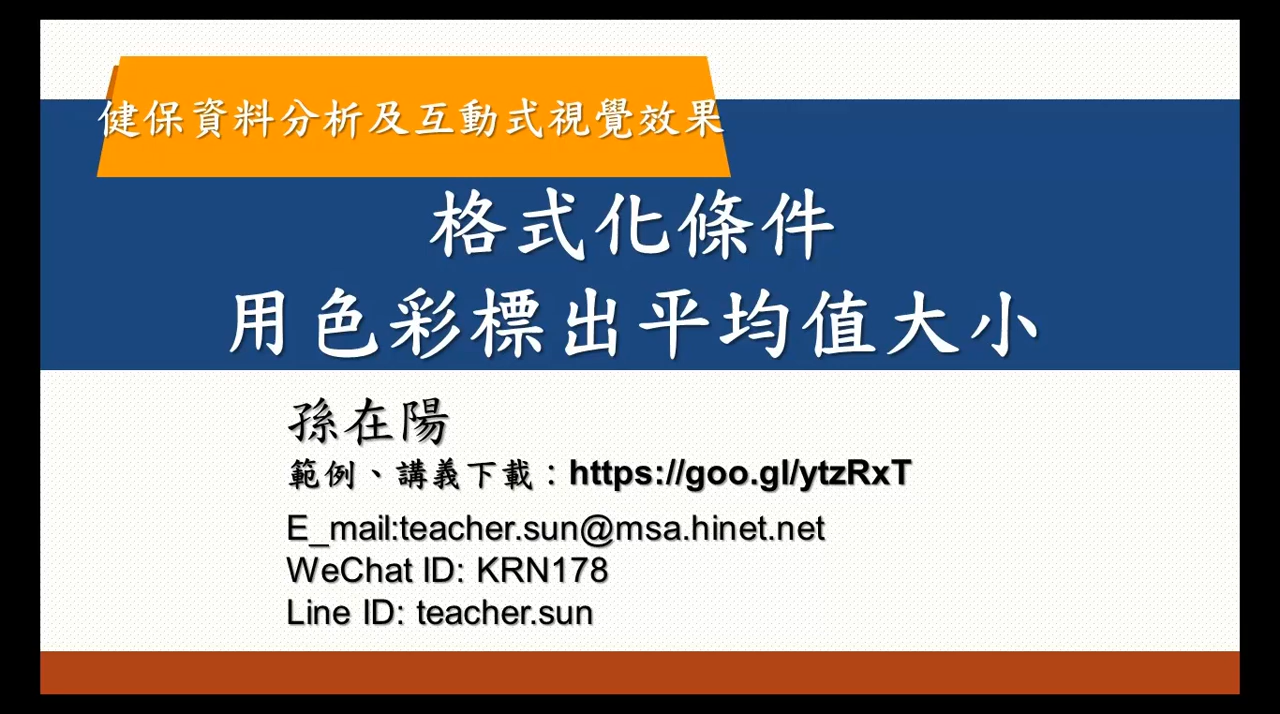 健保資料分析及互動式視覺效果
格式化條件
用色彩標出平均值大小
孫在陽
範例、講義下載：https://goo.gl/ytzRxT
E_mail:teacher.sun@msa.hinet.net
WeChat ID: KRN178
Line ID: teacher.sun